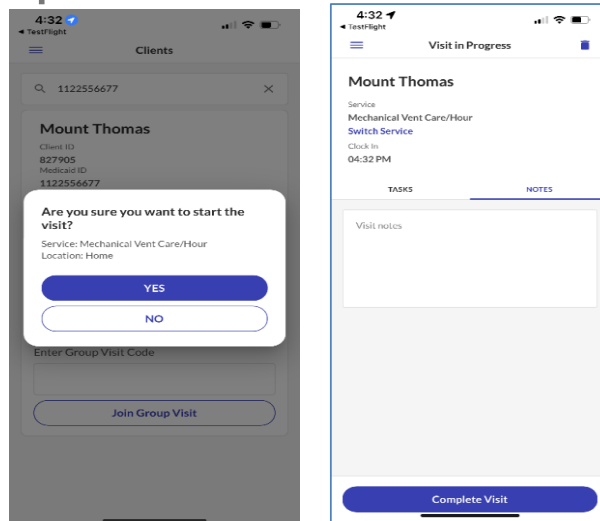 4:32
TestFlight
Clients
1122556677
Mount Thomas
Client ID
827905
Medicaid ID
1122556677
Are you sure you want to start the
visit?
Service: Mechanical Vent Care/Hour
Location: Home
YES
NO
Enter Group Visit Code
Join Group Visit
4:32
TestFlight
Visit in Progress
Mount Thomas
Service
Mechanical Vent Care/Hour
Switch Service
Clock In
04:32 PM
TASKS NOTES
Visit notes
Complete Visit